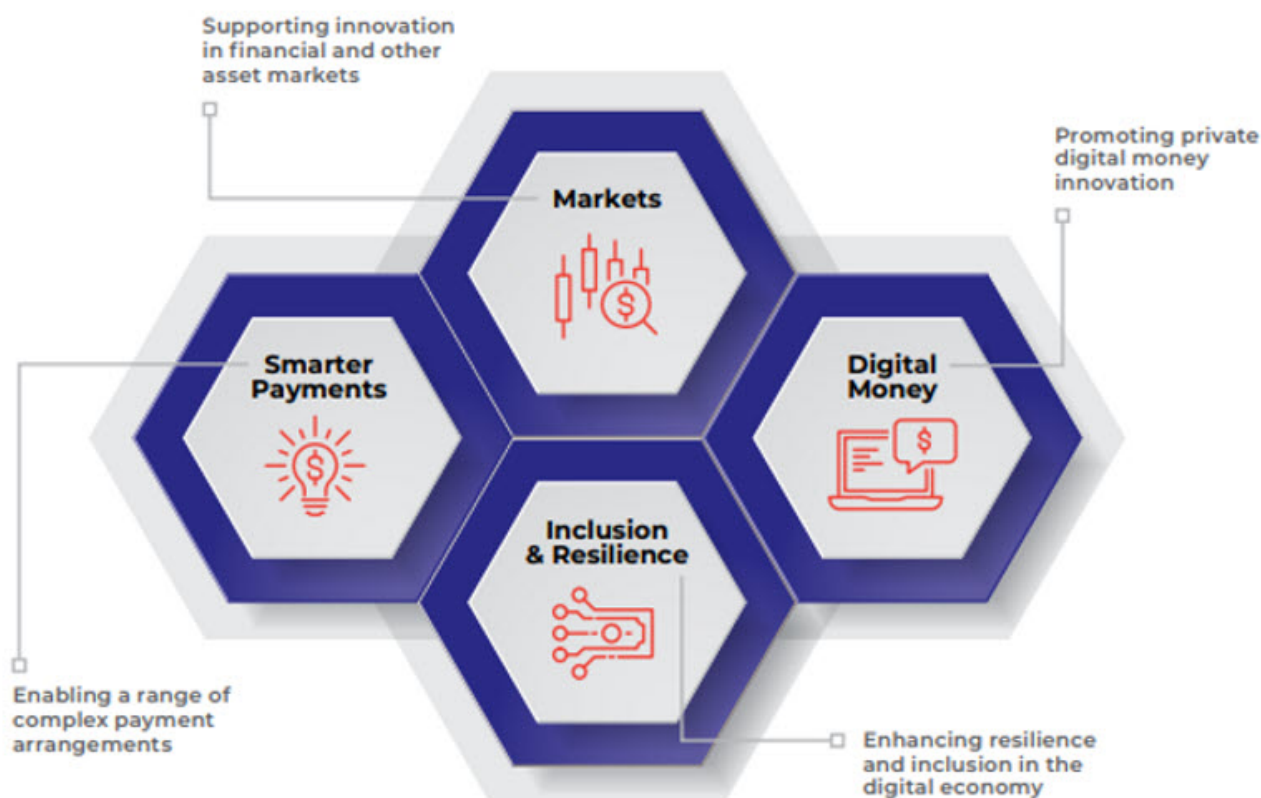 Supporting innovation
in financial and other
asset markets
Promoting private
digital money
innovation
Markets
Smarter
Payments
Digital
Money
Inclusion
& Resilience
Enabling a range of
complex payment
arrangements
Enhancing resilience
and inclusion in the
digital economy